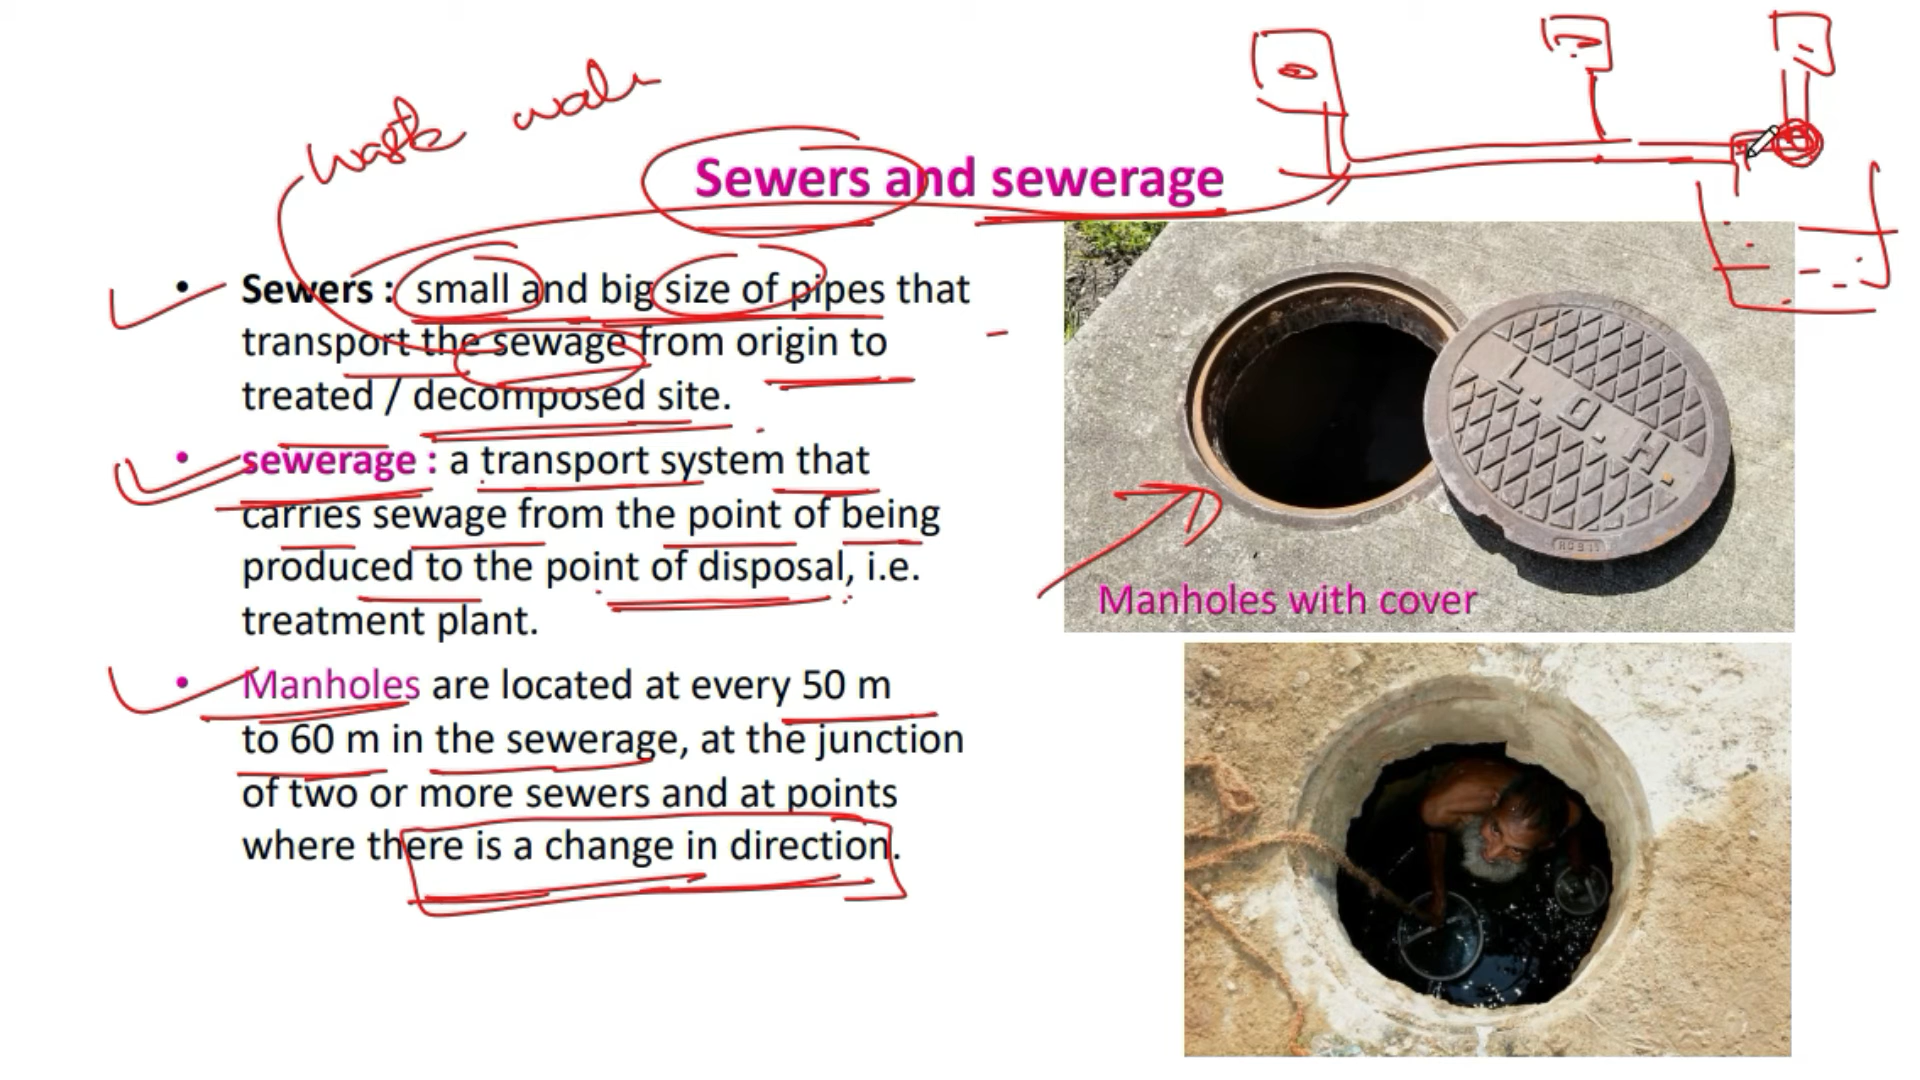 waste water
Sewers and sewerage
• Sewers : small and big size of pipes that
transport the sewage from origin to
treated / decomposed site.
• sewerage : a transport system that
carries sewage from the point of being
produced to the point of disposal, i.e.
treatment plant.
• Manholes are located at every 50 m
to 60 m in the sewerage, at the junction
of two or more sewers and at points
where there is a change in direction.
I.O.H.
Manholes with cover